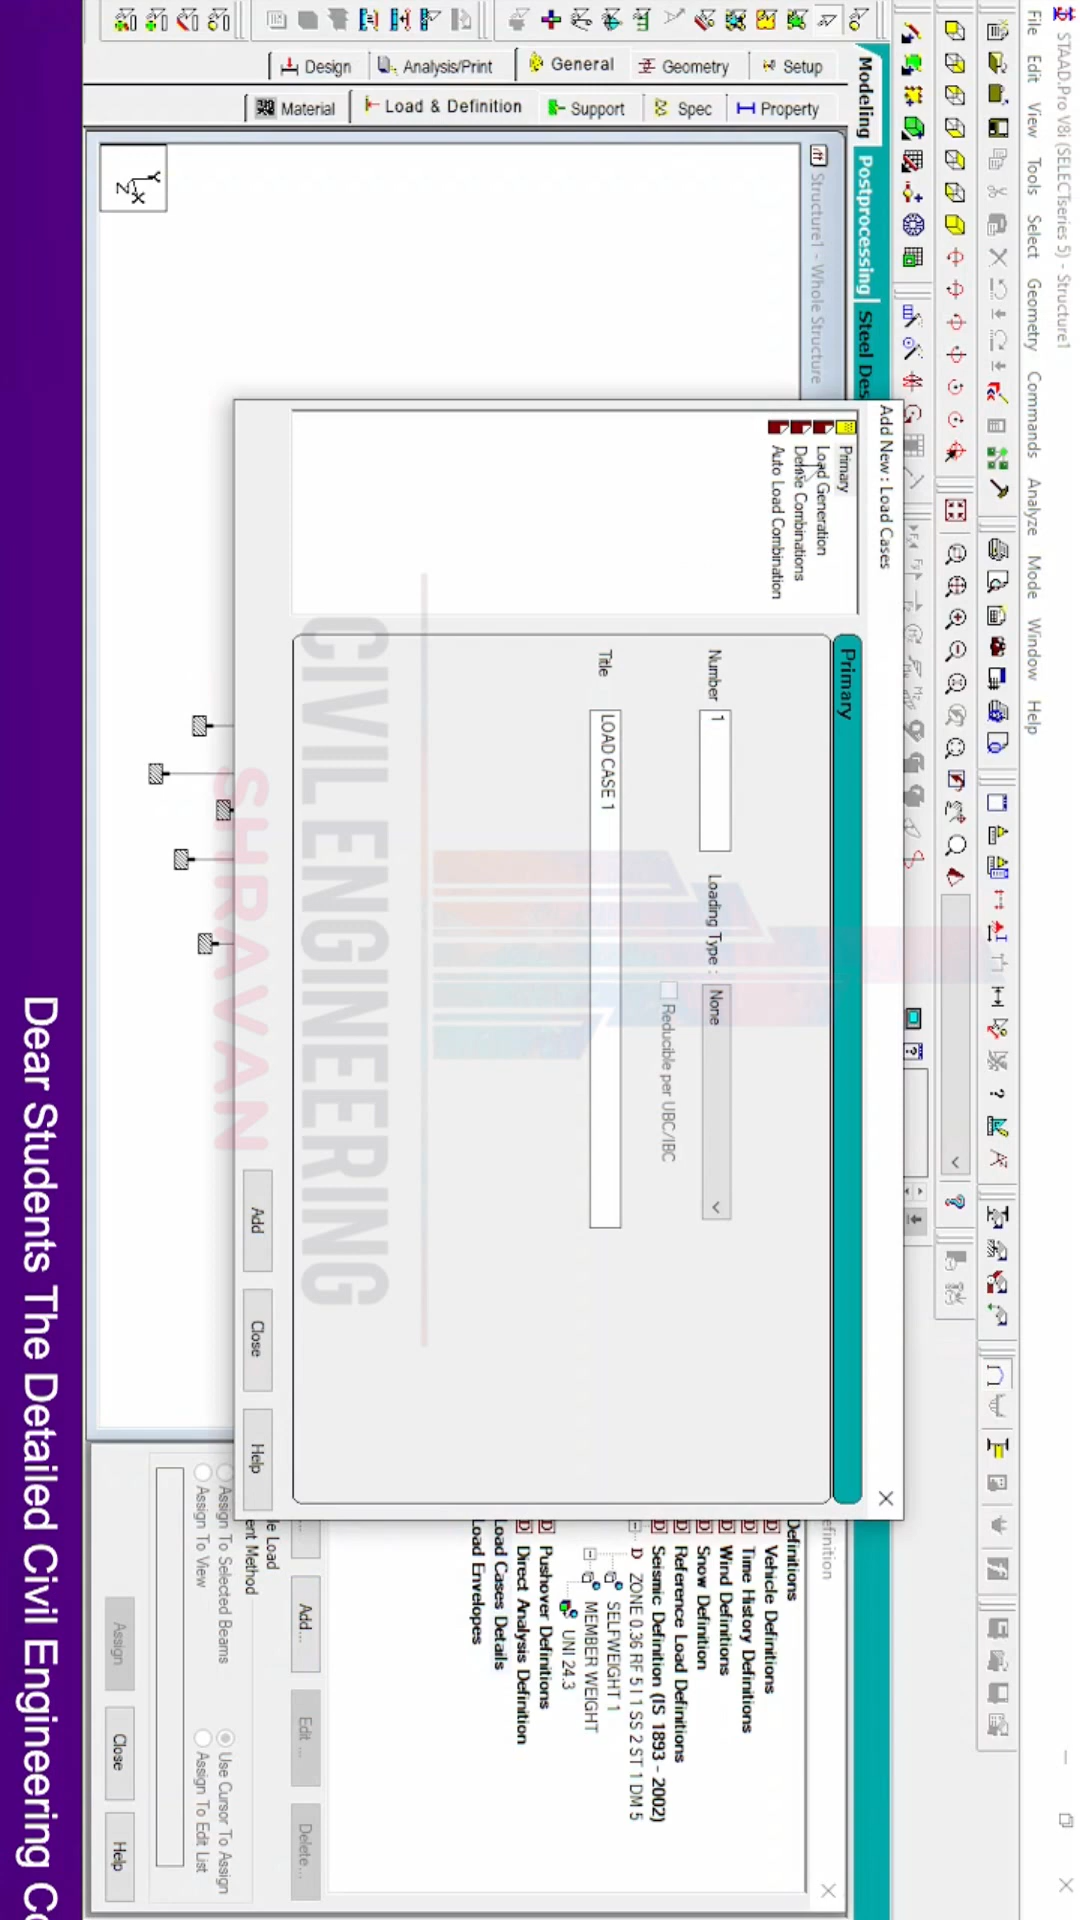 STAAD.Pro V8i (SELECTseries 5) - Structure1
File Edit View Tools Select Geometry Commands Analyze Mode Window Help
Modeling Postprocessing Steel Des
Setup Geometry General Analysis/Print Design
Property Spec Support Load & Definition Material
Structure1 - Whole Structure
Y
X
Z
Add New : Load Cases
Primary
Load Generation
Define Combinations
Auto Load Combination
Primary
Number 1 Loading Type : None
Reducible per UBC/IBC
Title LOAD CASE 1
Add Close Help
CIVIL ENGINEERING
SHRAVAN
efinition
Definitions
Vehicle Definitions
Time History Definitions
Wind Definitions
Snow Definition
Reference Load Definitions
Seismic Definition (IS 1893 - 2002)
ZONE 0.36 RF 5 I 1 SS 2 ST 1 DM 5
SELFWEIGHT 1
MEMBER WEIGHT
UNI 24.3
Pushover Definitions
Direct Analysis Definition
Load Cases Details
Load Envelopes
Add... Edit... Delete...
le Load
ent Method
Assign To Selected Beams Use Cursor To Assign
Assign To View Assign To Edit List
Assign Close Help
Dear Students The Detailed Civil Engineering Co